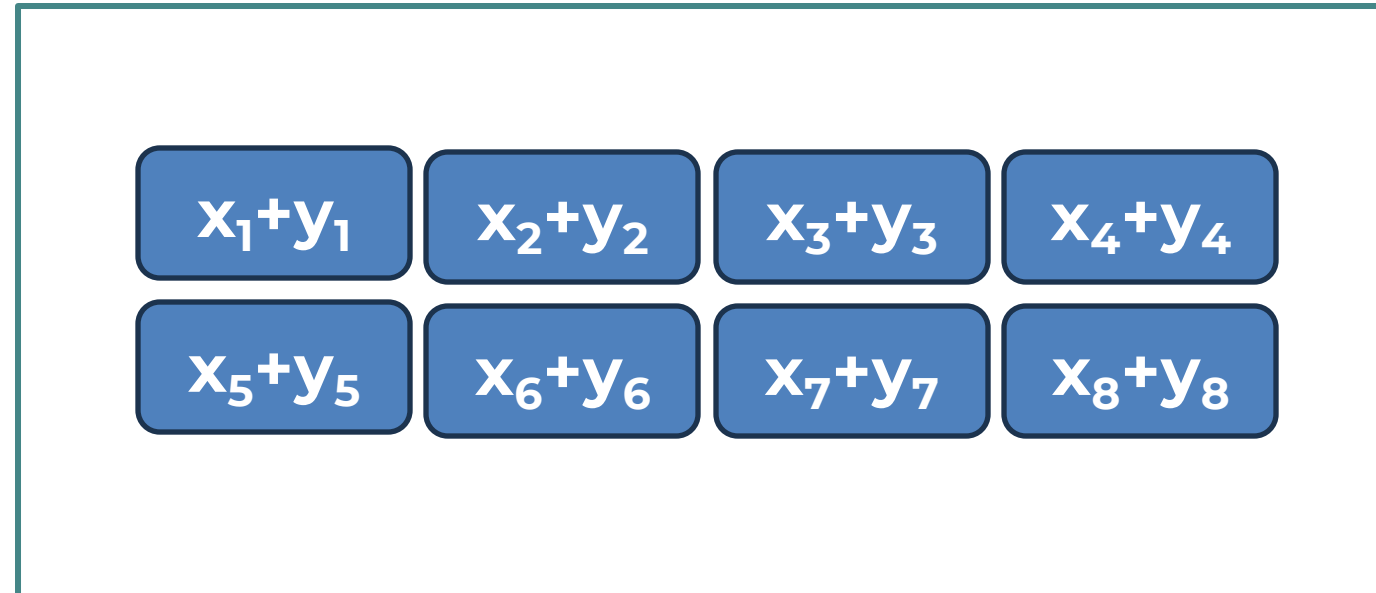 x₁+y₁ x₂+y₂ x₃+y₃ x₄+y₄
x₅+y₅ x₆+y₆ x₇+y₇ x₈+y₈